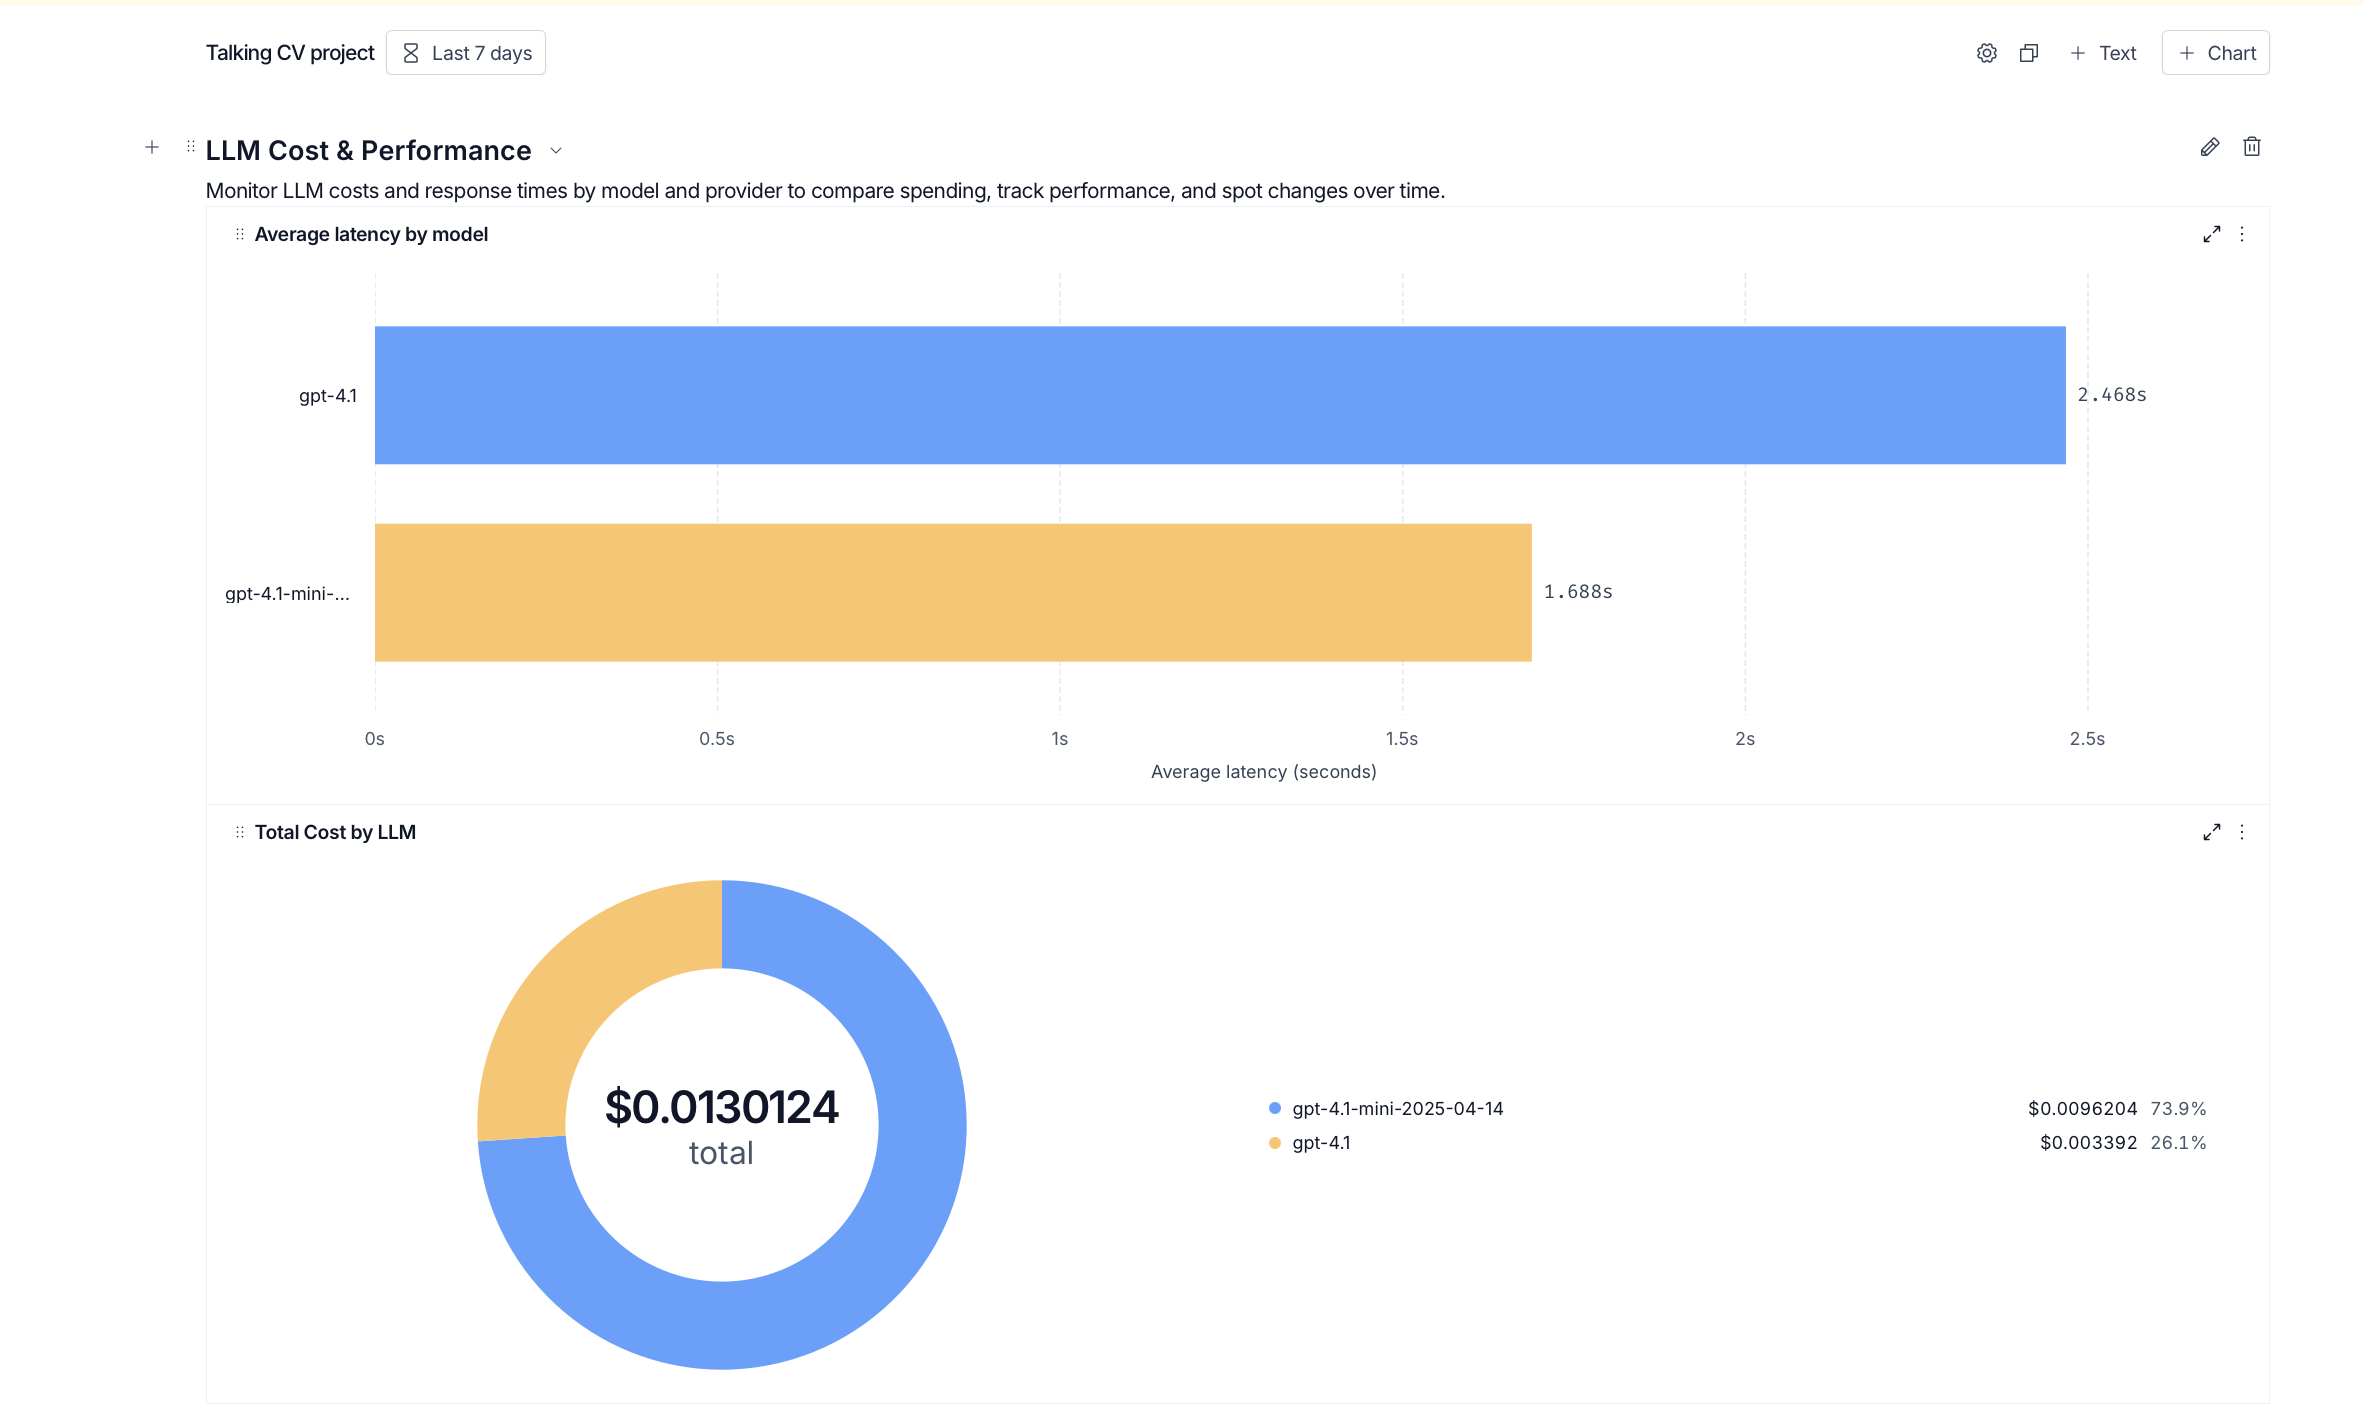 Talking CV project
Last 7 days
Text
Chart
LLM Cost & Performance
Monitor LLM costs and response times by model and provider to compare spending, track performance, and spot changes over time.
Average latency by model
gpt-4.1
2.468s
gpt-4.1-mini-...
1.688s
0s 0.5s 1s 1.5s 2s 2.5s
Average latency (seconds)
Total Cost by LLM
$0.0130124
total
gpt-4.1-mini-2025-04-14 $0.0096204 73.9%
gpt-4.1 $0.003392 26.1%